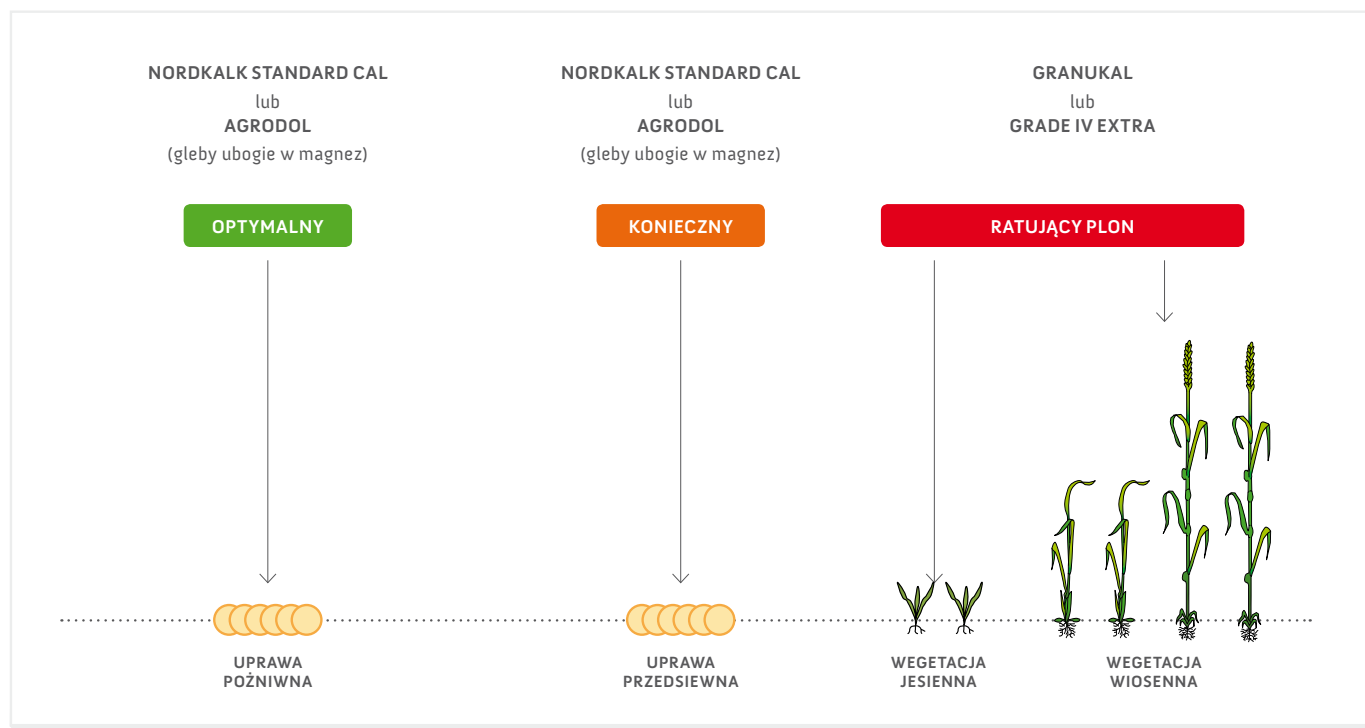 NORDKALK STANDARD CAL
lub
AGRODOL
(gleby ubogie w magnez)
OPTYMALNY
NORDKALK STANDARD CAL
lub
AGRODOL
(gleby ubogie w magnez)
KONIECZNY
GRANUKAL
lub
GRADE IV EXTRA
RATUJĄCY PLON
UPRAWA
POŻNIWNA
UPRAWA
PRZEDSIEWNA
WEGETACJA
JESIENNA
WEGETACJA
WIOSENNA